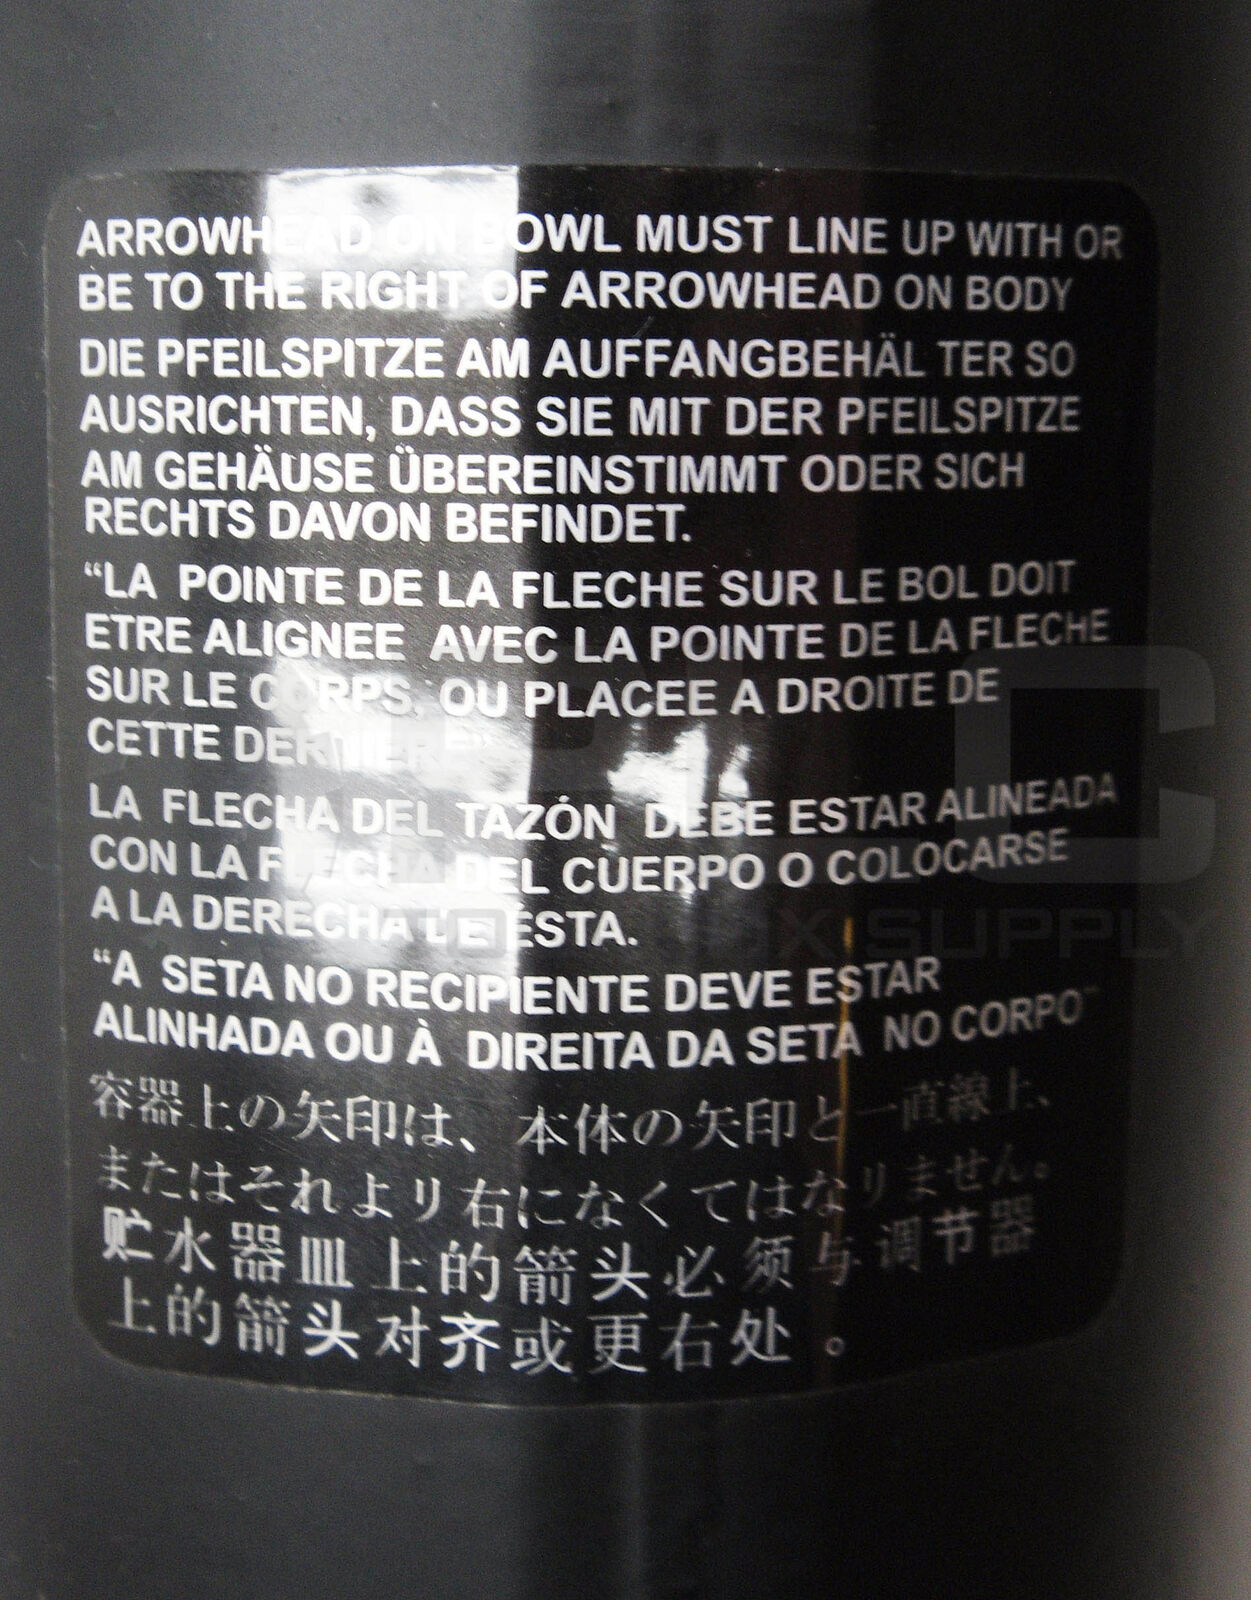 ARROWHEAD ON BOWL MUST LINE UP WITH OR
BE TO THE RIGHT OF ARROWHEAD ON BODY
DIE PFEILSPITZE AM AUFFANGBEHÄL TER SO
AUSRICHTEN, DASS SIE MIT DER PFEILSPITZE
AM GEHÄUSE ÜBEREINSTIMMT ODER SICH
RECHTS DAVON BEFINDET.
“LA POINTE DE LA FLECHE SUR LE BOL DOIT
ETRE ALIGNEE AVEC LA POINTE DE LA FLECHE
SUR LE CORPS, OU PLACEE A DROITE DE
CETTE DERNIERE”
LA FLECHA DEL TAZÓN DEBE ESTAR ALINEADA
CON LA FLECHA DEL CUERPO O COLOCARSE
A LA DERECHA DE ESTA.
“A SETA NO RECIPIENTE DEVE ESTAR
ALINHADA OU À DIREITA DA SETA NO CORPO”
容器上の矢印は、本体の矢印と一直線上、
またはそれより右になくてはなりません。
贮水器皿上的箭头必须与调节器
上的箭头对齐或更右处。
SUPPLY